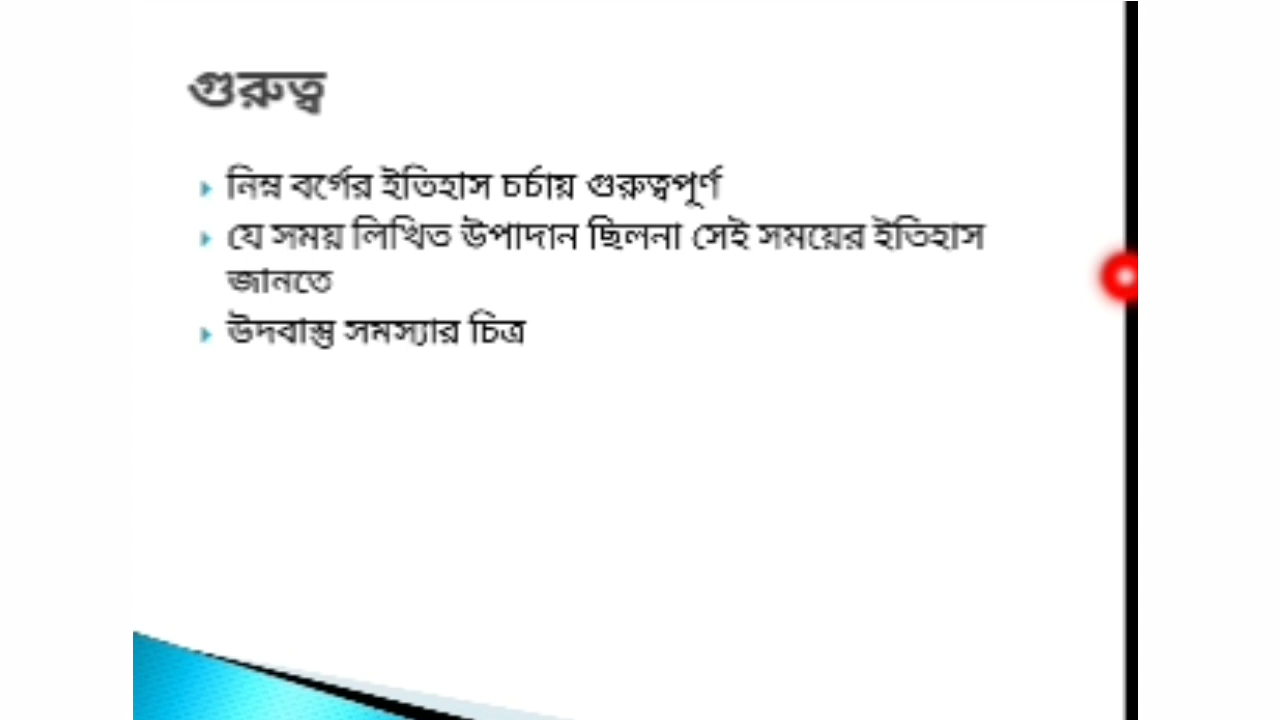 গুরুত্ব
নিম্ন বর্গের ইতিহাস চর্চায় গুরুত্বপূর্ণ
যে সময় লিখিত উপাদান ছিলনা সেই সময়ের ইতিহাস
জানতে
উদবাস্তু সমস্যার চিত্র